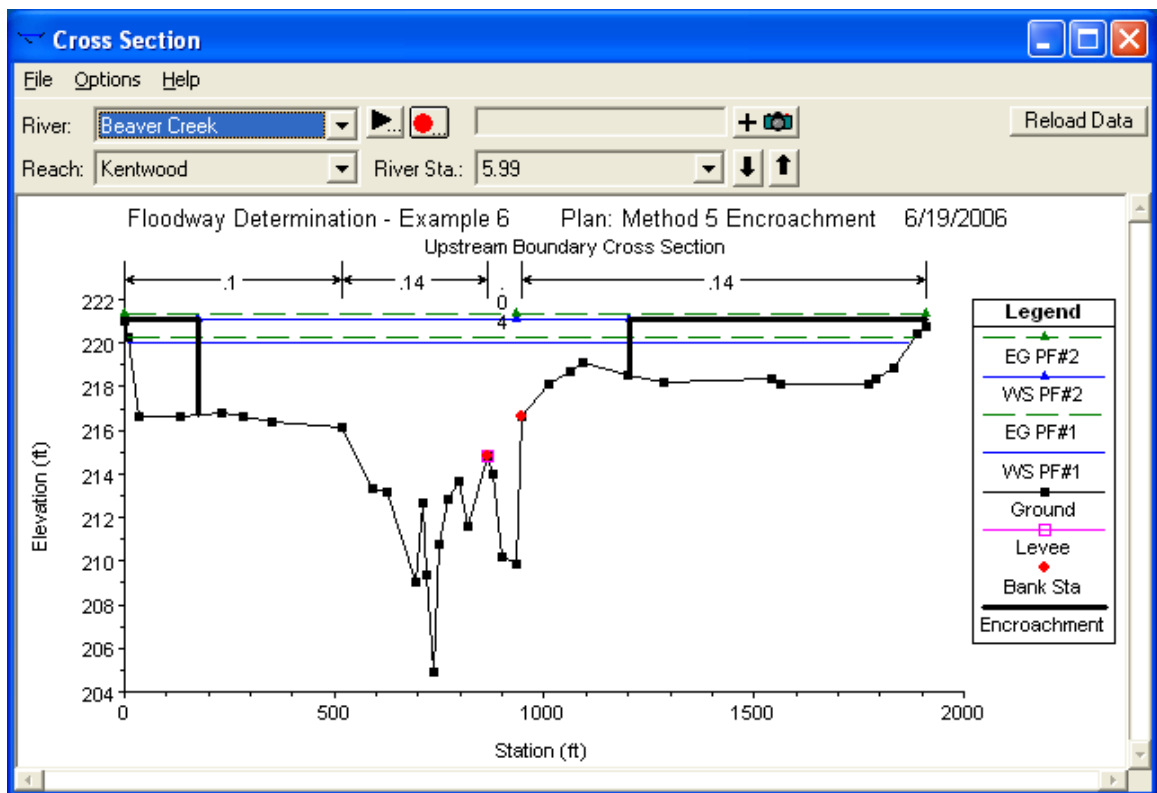 Cross Section
File Options Help
River: Beaver Creek Reload Data
Reach: Kentwood River Sta.: 5.99
Floodway Determination - Example 6 Plan: Method 5 Encroachment 6/19/2006
Upstream Boundary Cross Section
.1 .14 .04 .14
222
220
218
216
214
212
210
208
206
204
Elevation (ft)
0 500 1000 1500 2000
Station (ft)
Legend
EG PF#2
WS PF#2
EG PF#1
WS PF#1
Ground
Levee
Bank Sta
Encroachment